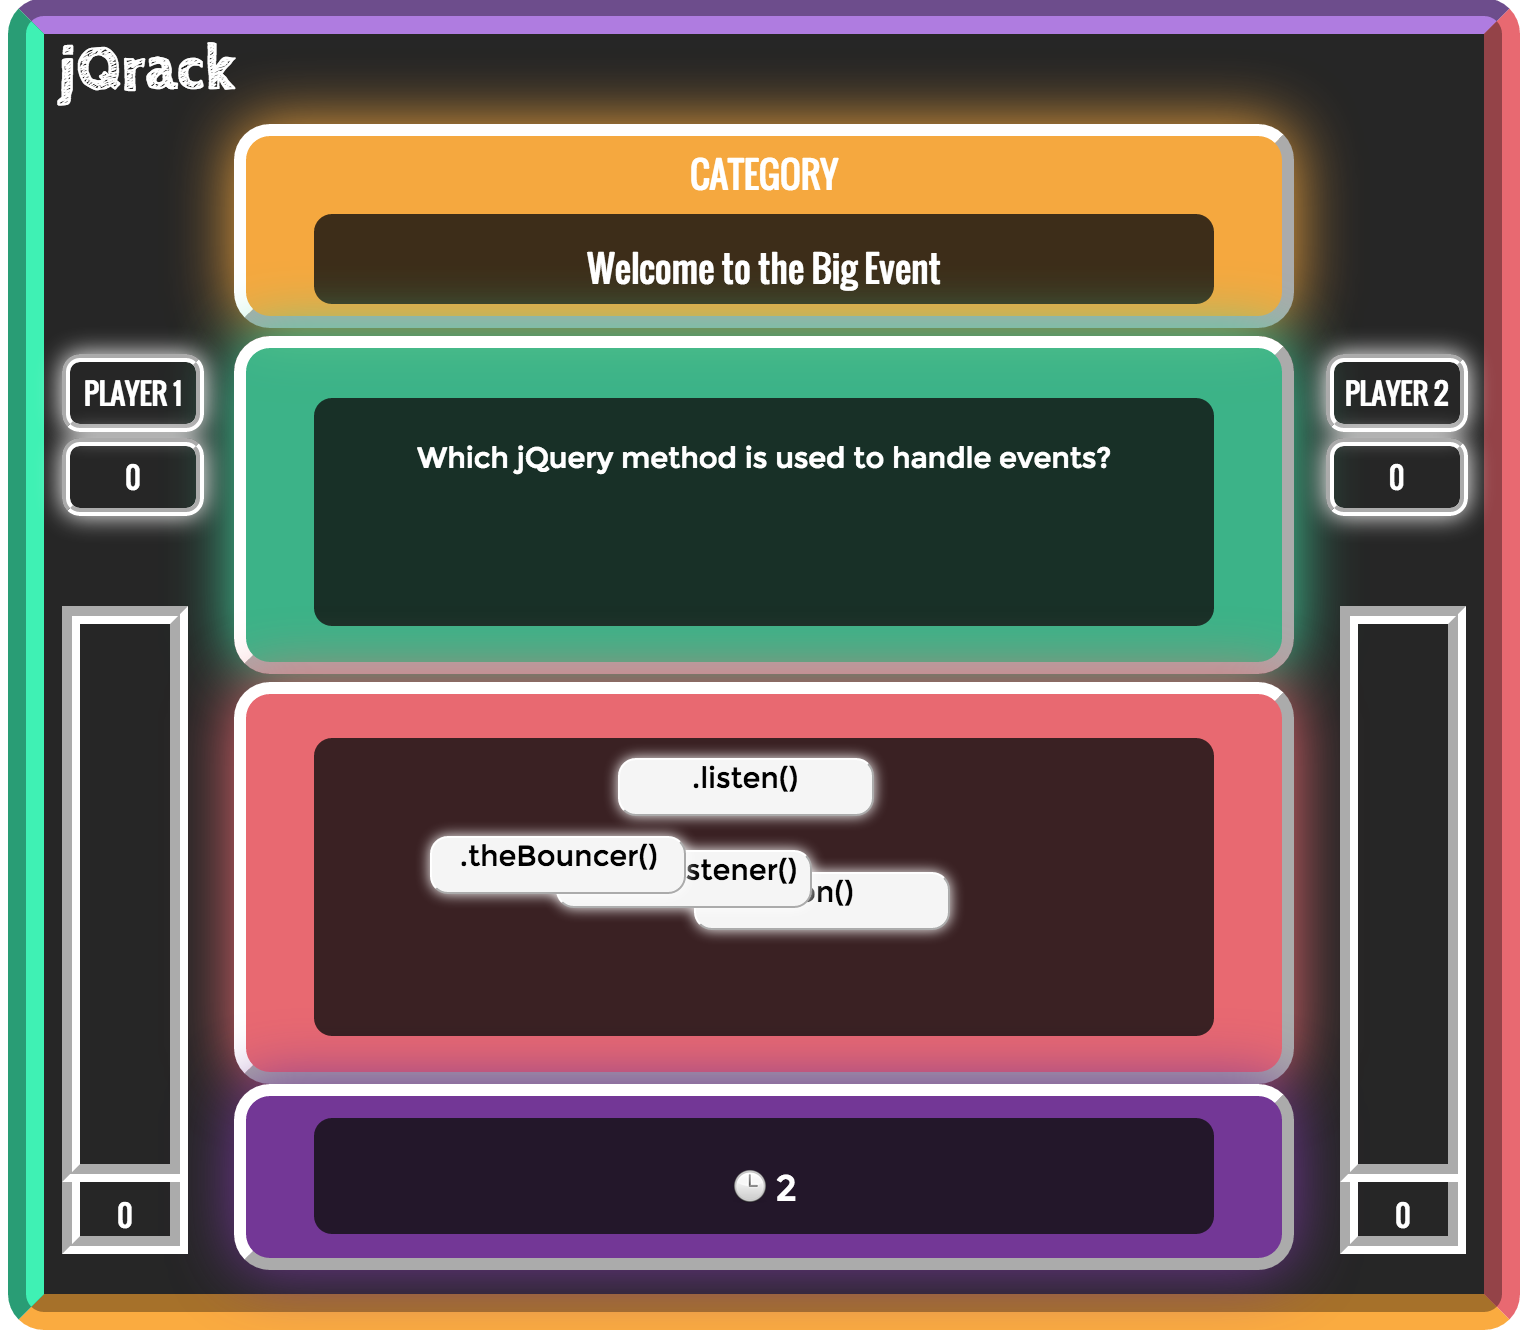 jQrack
CATEGORY
Welcome to the Big Event
PLAYER 1
0
Which jQuery method is used to handle events?
PLAYER 2
0
.listen()
.theBouncer()
stener()
on()
2
0
0